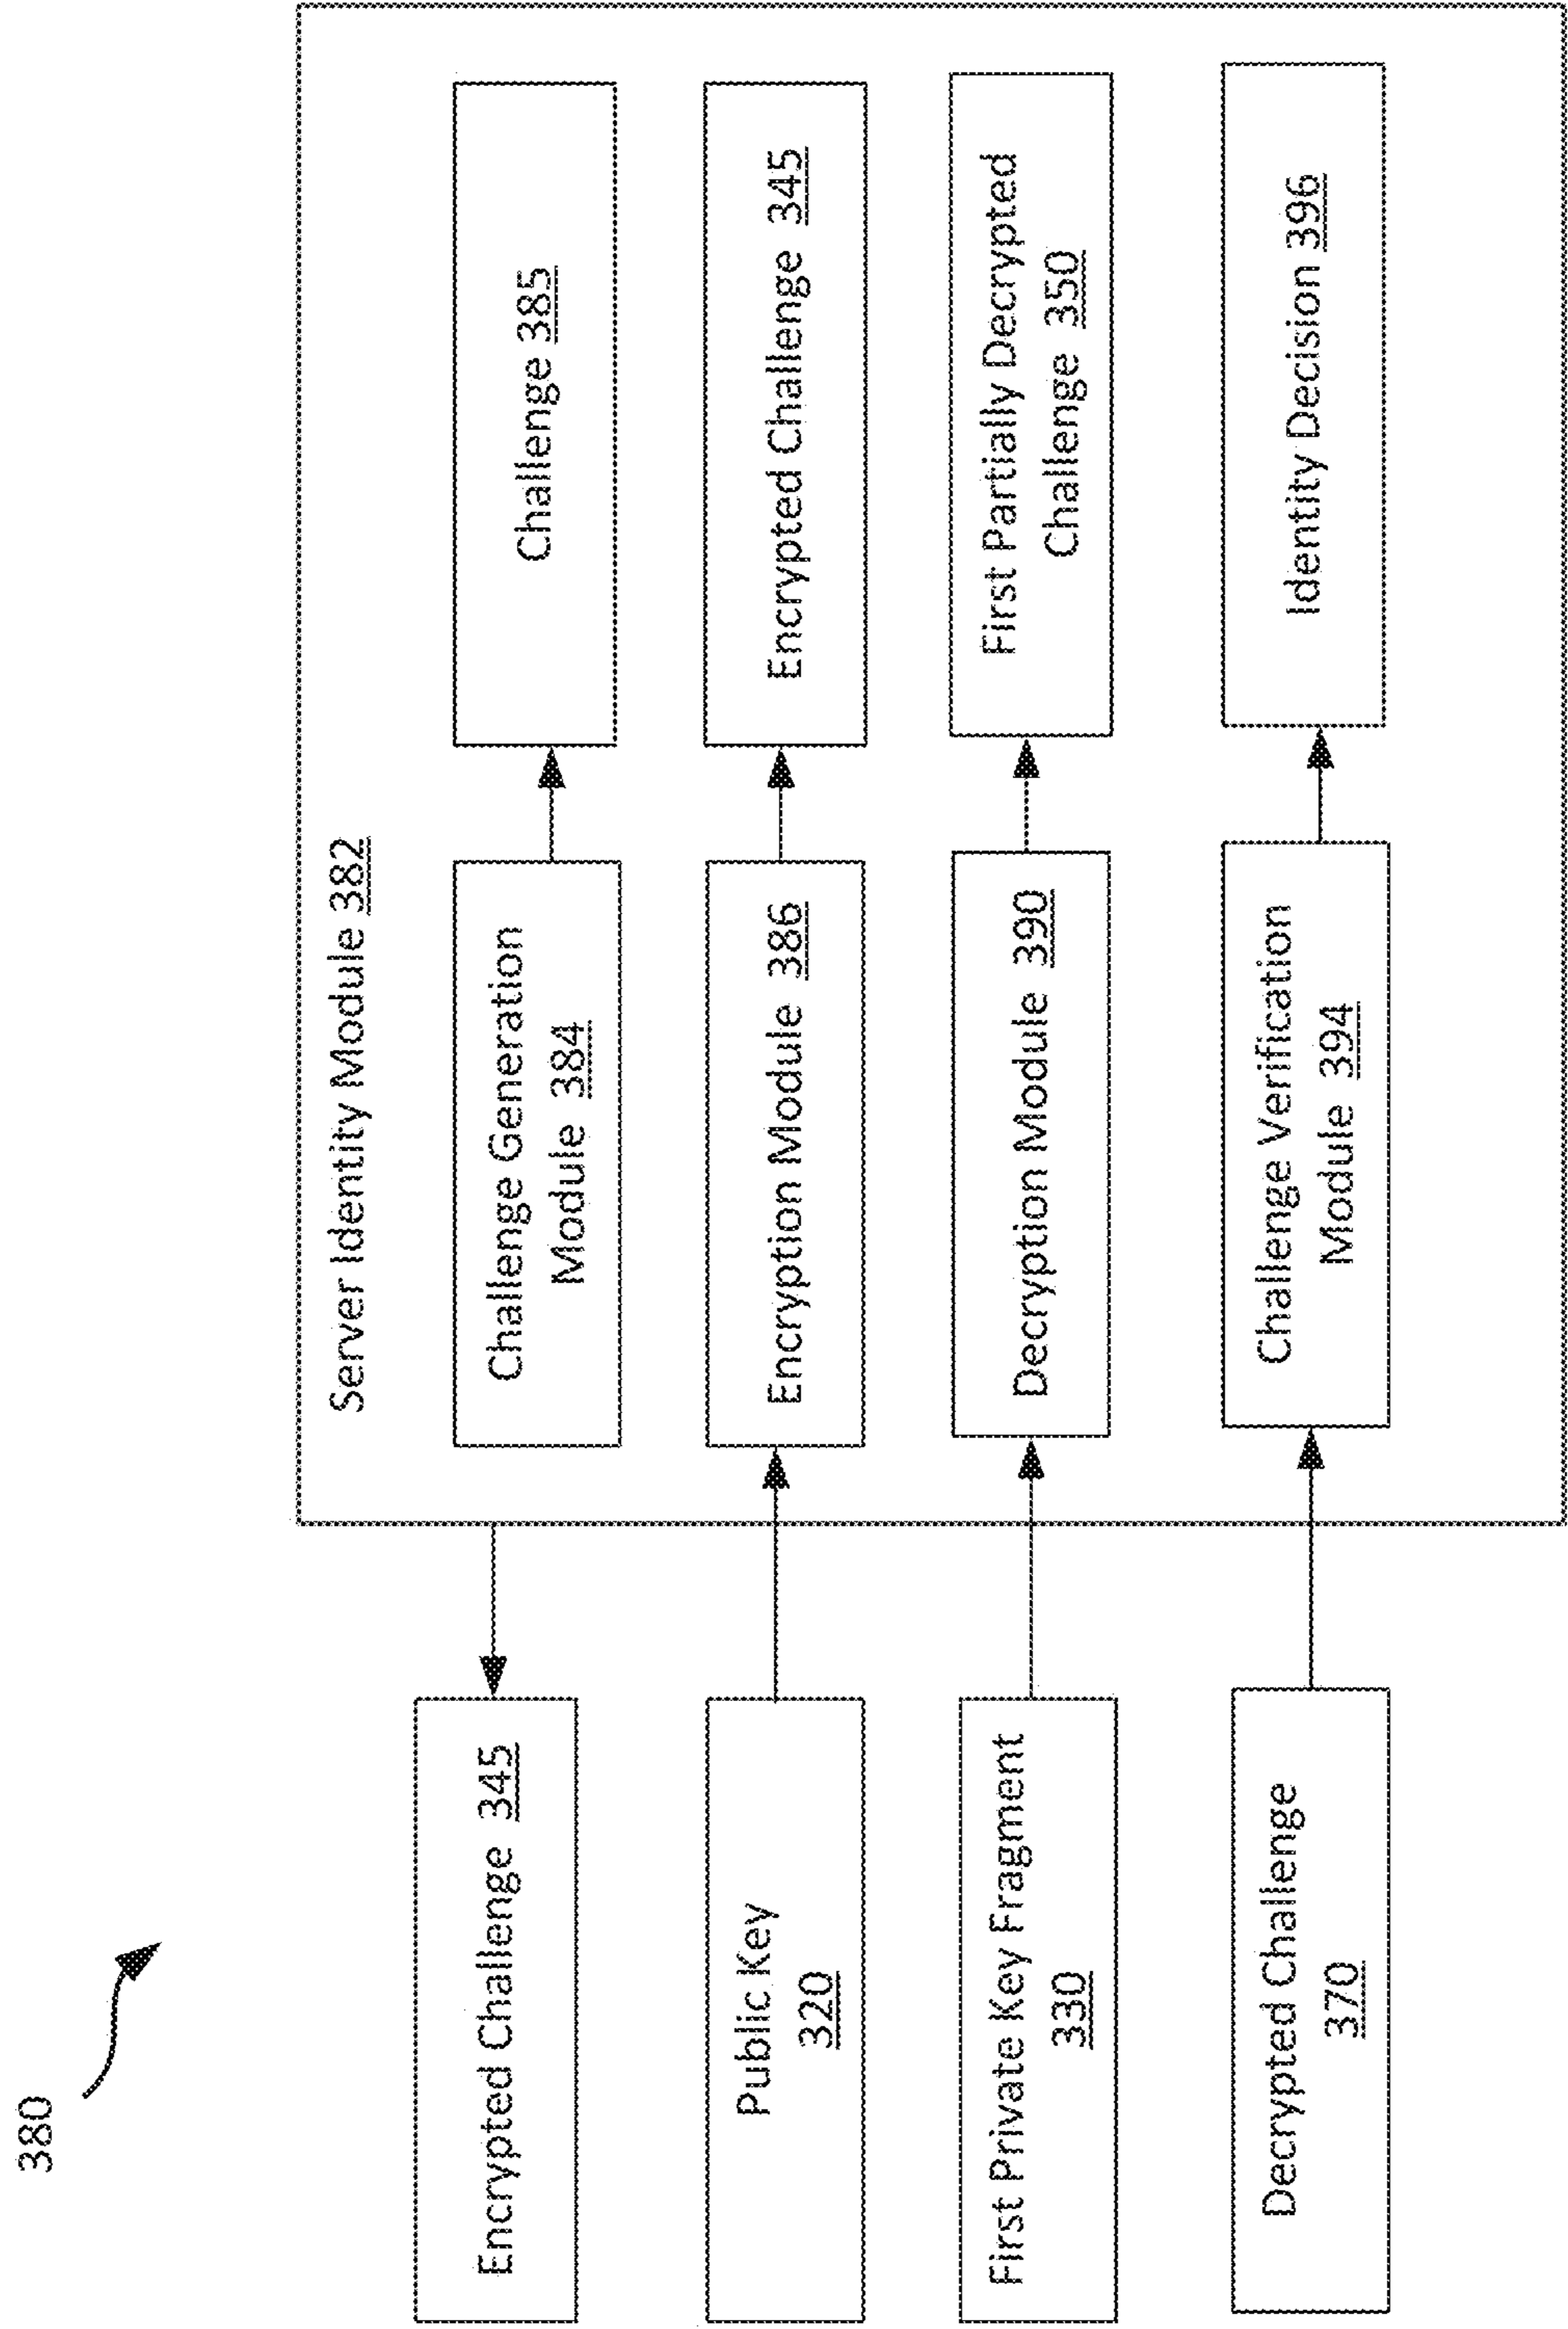 380
Server Identity Module 382
Encrypted Challenge 345
Challenge Generation
Module 384
Challenge 385
Public Key
320
Encryption Module 386
Encrypted Challenge 345
First Private Key Fragment
330
Decryption Module 390
First Partially Decrypted
Challenge 350
Decrypted Challenge
370
Challenge Verification
Module 394
Identity Decision 396